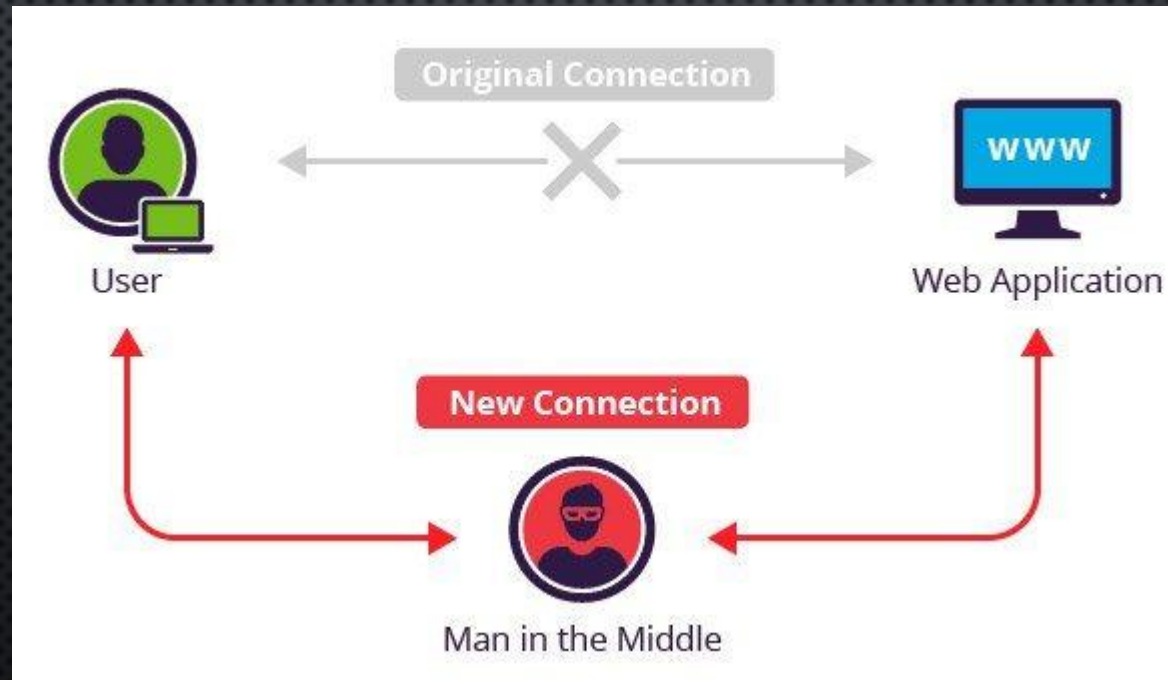 Original Connection
www
User
Web Application
New Connection
Man in the Middle